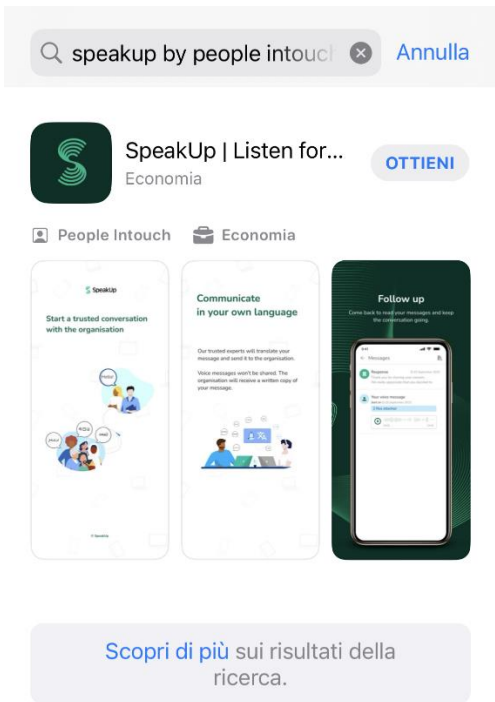 speakup by people intouch
Annulla
SpeakUp | Listen for...
Economia
OTTIENI
People Intouch
Economia
SpeakUp
Start a trusted conversation
with the organisation
Communicate
in your own language
Our trusted experts will translate your
message and send it to the organisation.
Voice messages won't be shared. The
organisation will receive a written copy of
your message.
Follow up
Come back to read your messages and keep
the conversation going.
Messages
Response
Your voice message
Scopri di più sui risultati della
ricerca.